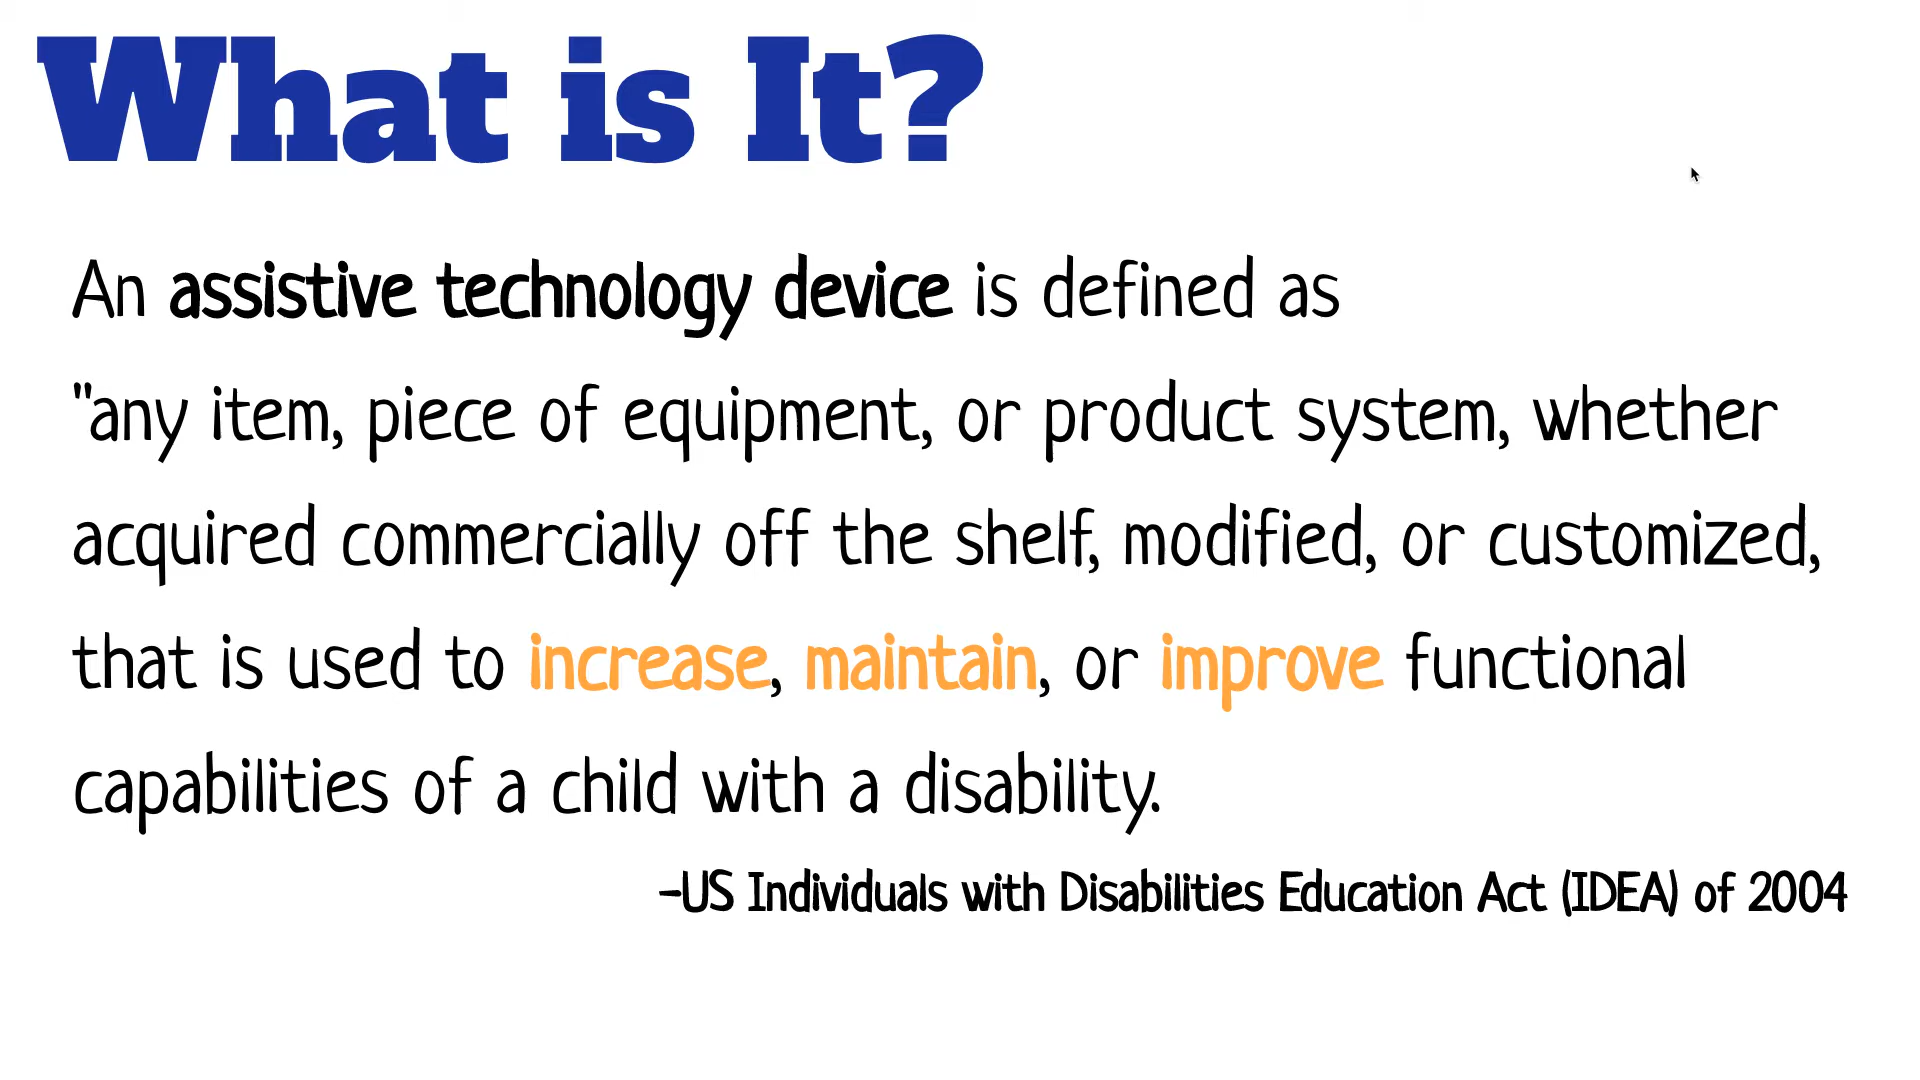 What is It?
An assistive technology device is defined as
"any item, piece of equipment, or product system, whether
acquired commercially off the shelf, modified, or customized,
that is used to increase, maintain, or improve functional
capabilities of a child with a disability.
-US Individuals with Disabilities Education Act (IDEA) of 2004